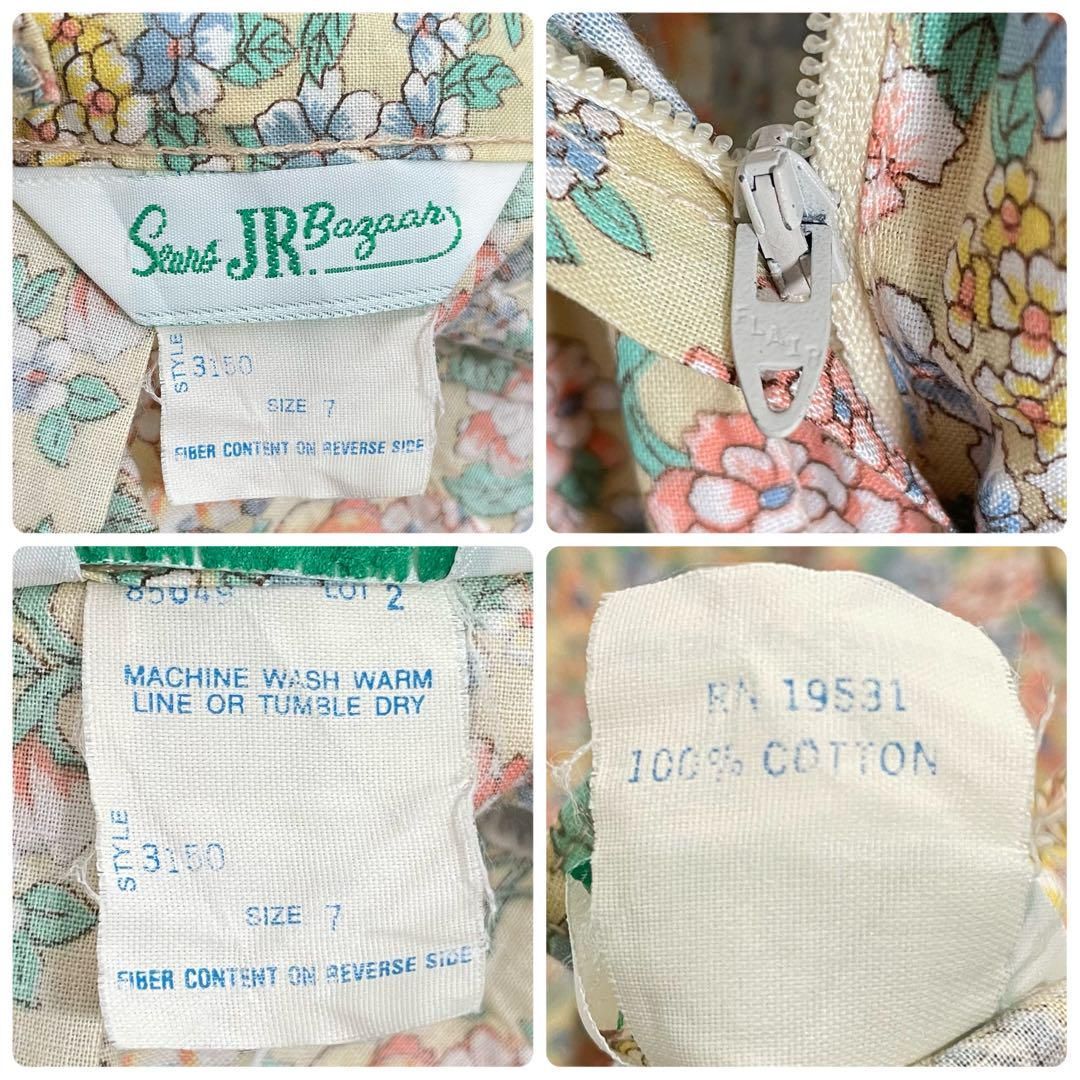 Sears JR. Bazaar
STYLE 3150
SIZE 7
FIBER CONTENT ON REVERSE SIDE
FLAIR
85049 LOT 2
MACHINE WASH WARM
LINE OR TUMBLE DRY
STYLE 3150
SIZE 7
FIBER CONTENT ON REVERSE SIDE
RN 19531
100% COTTON